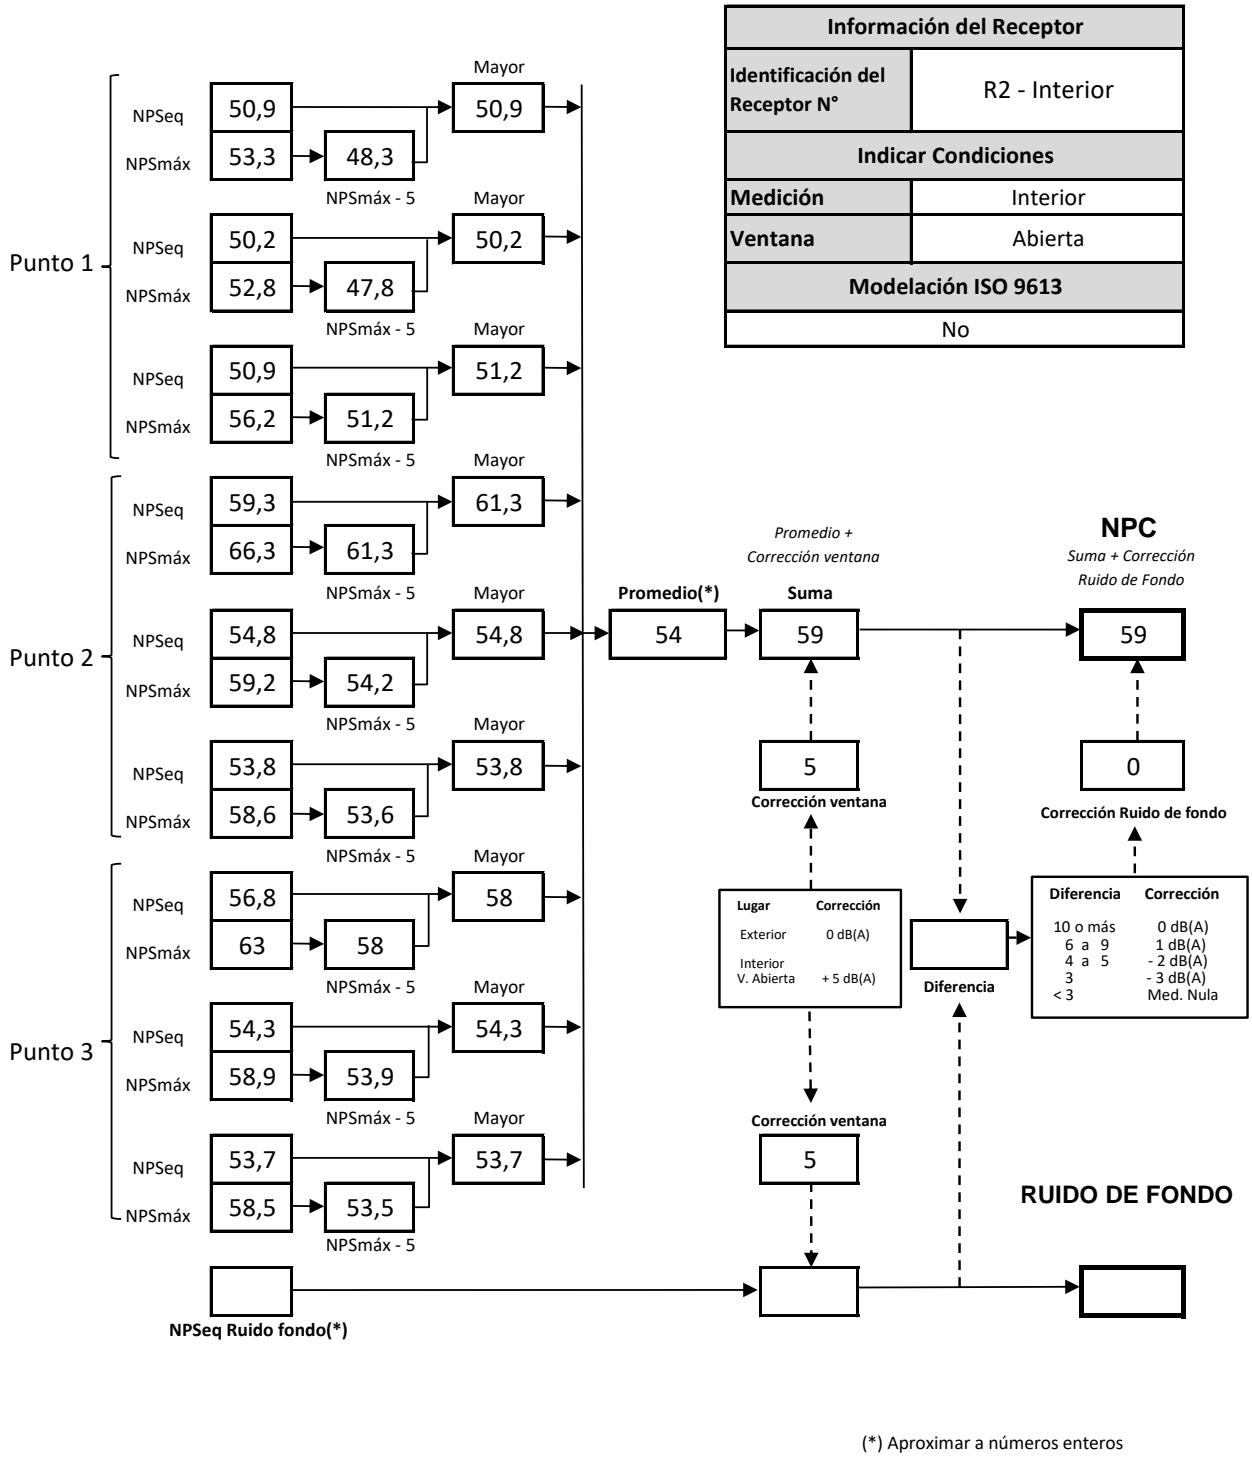 Información del Receptor
Identificación del Receptor N°
R2 - Interior
Indicar Condiciones
Medición
Interior
Ventana
Abierta
Modelación ISO 9613
No
Punto 1
Mayor
NPSeq
50,9
50,9
NPSmáx
53,3
48,3
NPSmáx - 5
Mayor
NPSeq
50,2
50,2
NPSmáx
52,8
47,8
NPSmáx - 5
Mayor
NPSeq
50,9
51,2
NPSmáx
56,2
51,2
NPSmáx - 5
Punto 2
Mayor
NPSeq
59,3
61,3
NPSmáx
66,3
61,3
NPSmáx - 5
Mayor
NPSeq
54,8
54,8
NPSmáx
59,2
54,2
NPSmáx - 5
Mayor
NPSeq
53,8
53,8
NPSmáx
58,6
53,6
NPSmáx - 5
Punto 3
Mayor
NPSeq
56,8
58
NPSmáx
63
58
NPSmáx - 5
Mayor
NPSeq
54,3
54,3
NPSmáx
58,9
53,9
NPSmáx - 5
Mayor
NPSeq
53,7
53,7
NPSmáx
58,5
53,5
NPSmáx - 5
NPSeq Ruido fondo(*)
Promedio(*)
54
Promedio +
Corrección ventana
Suma
59
5
Corrección ventana
Lugar Corrección
Exterior 0 dB(A)
Interior
V. Abierta + 5 dB(A)
Corrección ventana
5
Diferencia
NPC
Suma + Corrección
Ruido de Fondo
59
0
Corrección Ruido de fondo
Diferencia Corrección
10 o más 0 dB(A)
6 a 9 1 dB(A)
4 a 5 - 2 dB(A)
3 - 3 dB(A)
< 3 Med. Nula
RUIDO DE FONDO
(*) Aproximar a números enteros